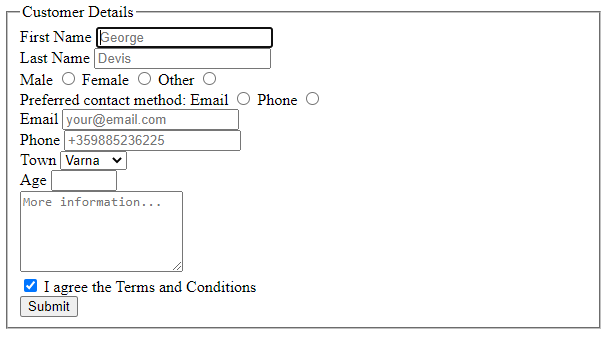 Customer Details
First Name George
Last Name Devis
Male Female Other
Preferred contact method: Email Phone
Email your@email.com
Phone +359885236225
Town Varna
Age
More information...
I agree the Terms and Conditions
Submit